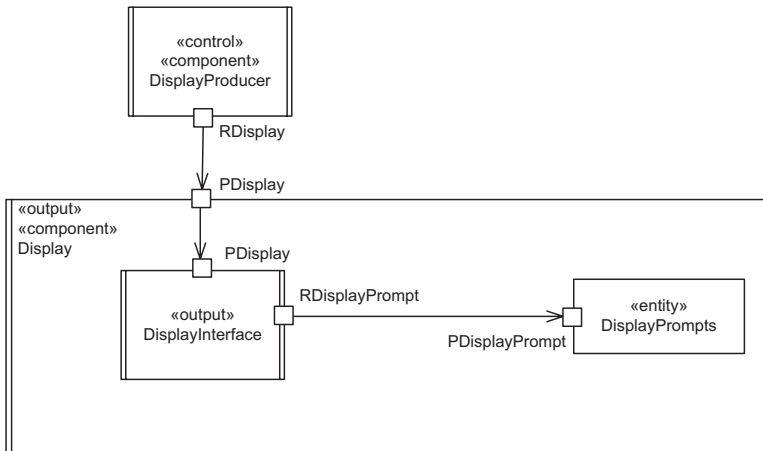 «control»
«component»
DisplayProducer
RDisplay
PDisplay
«output»
«component»
Display
PDisplay
«output»
DisplayInterface
RDisplayPrompt
PDisplayPrompt
«entity»
DisplayPrompts